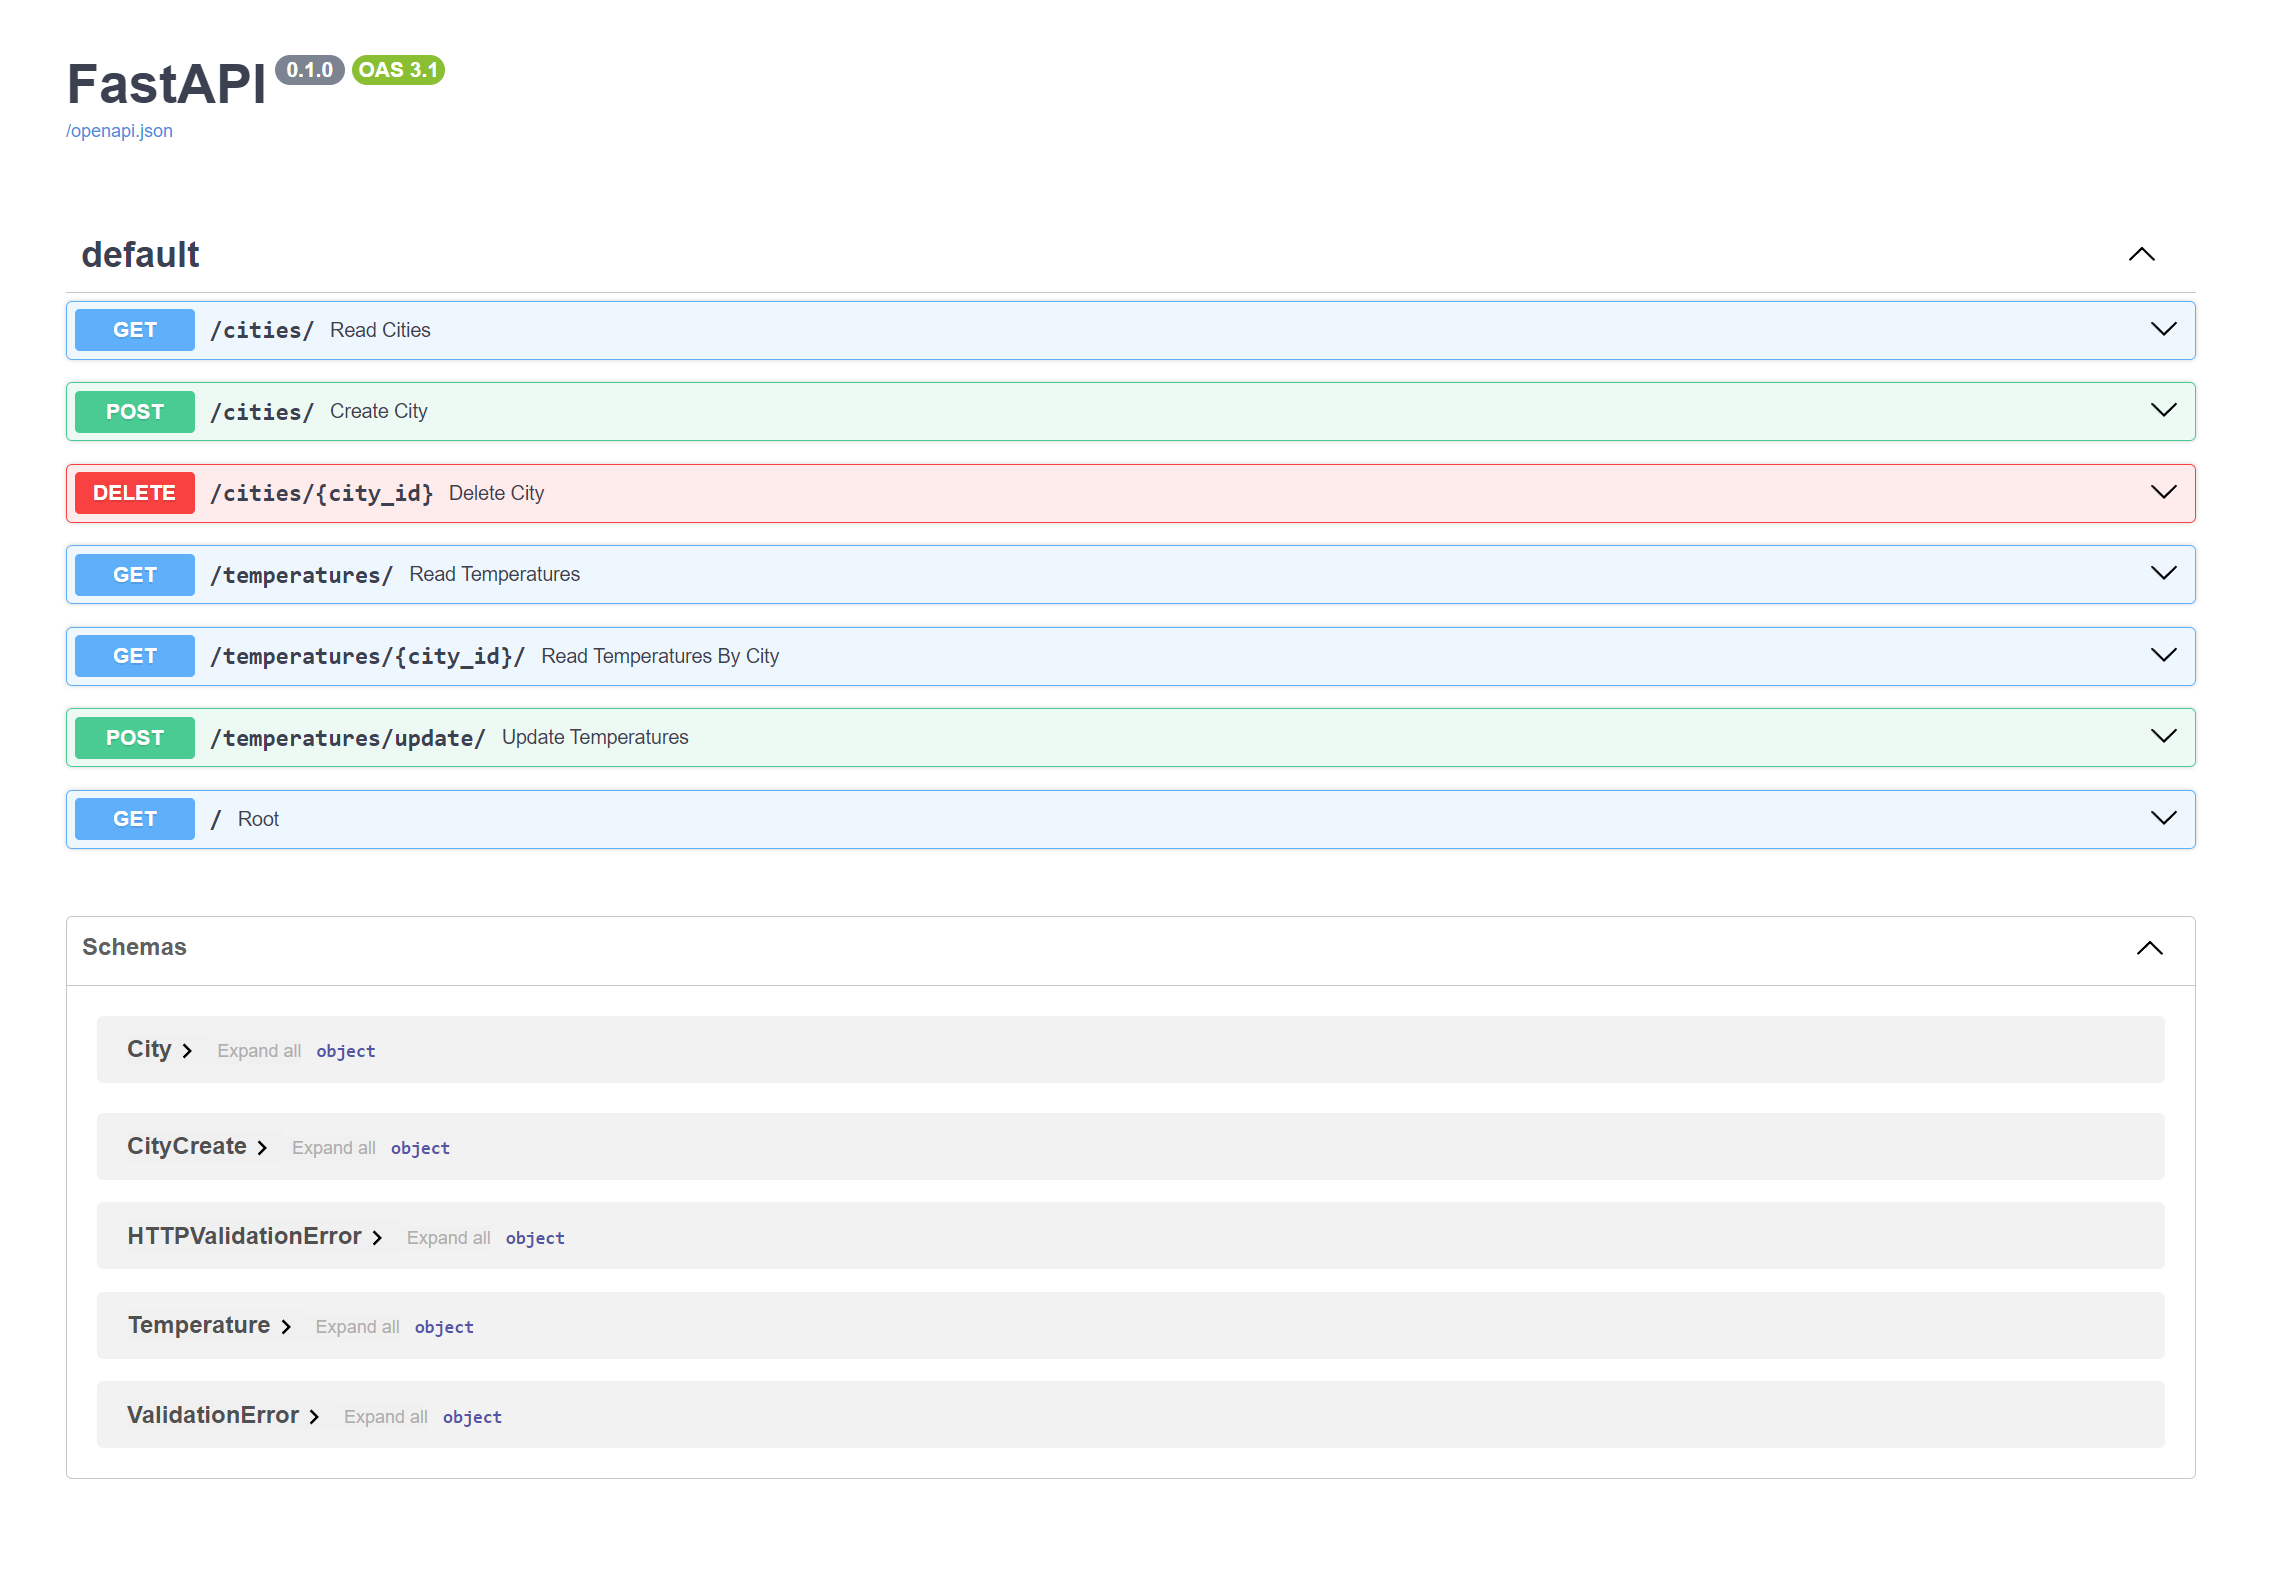 FastAPI 0.1.0 OAS 3.1
/openapi.json
default
GET /cities/ Read Cities
POST /cities/ Create City
DELETE /cities/{city_id} Delete City
GET /temperatures/ Read Temperatures
GET /temperatures/{city_id}/ Read Temperatures By City
POST /temperatures/update/ Update Temperatures
GET / Root
Schemas
City Expand all object
CityCreate Expand all object
HTTPValidationError Expand all object
Temperature Expand all object
ValidationError Expand all object